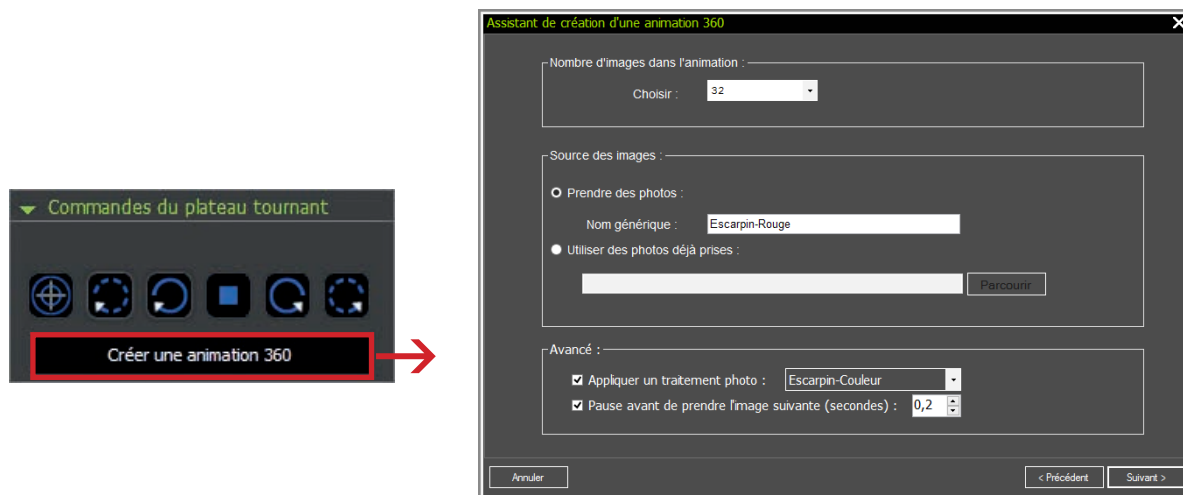 Commandes du plateau tournant
Créer une animation 360
Assistant de création d'une animation 360
Nombre d'images dans l'animation :
Choisir : 32
Source des images :
Prendre des photos :
Nom générique : Escarpin-Rouge
Utiliser des photos déjà prises :
Parcourir
Avancé :
Appliquer un traitement photo : Escarpin-Couleur
Pause avant de prendre l'image suivante (secondes) : 0,2
Annuler < Précédent Suivant >